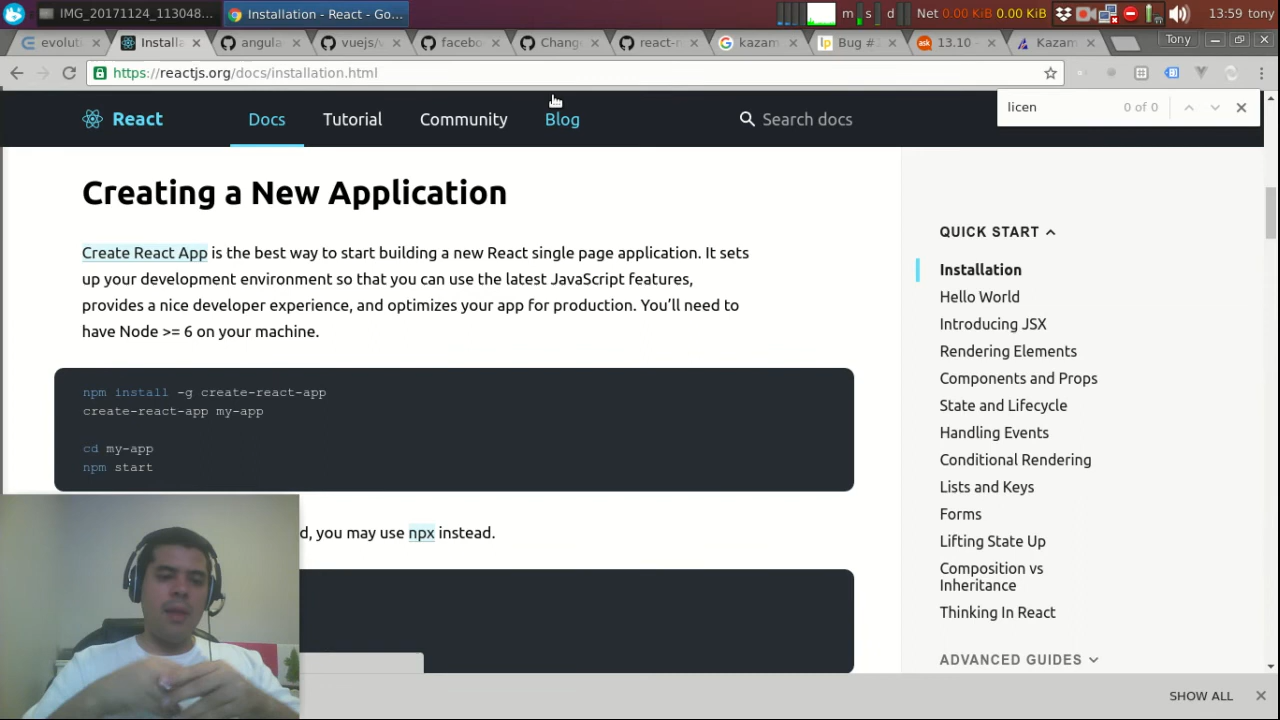 IMG_20171124_113048...
Installation - React - Go...
m
s
d
Net 0.00 KiB 0.00 KiB
13:59 tony
evoluti
Install
angula
vuejs/v
facebo
Chang
react-n
kazam
Bug #
13.10 -
Kazam
Tony
https://reactjs.org/docs/installation.html
React
Docs
Tutorial
Community
Blog
Search docs
licen
0 of 0
Creating a New Application
Create React App is the best way to start building a new React single page application. It sets
up your development environment so that you can use the latest JavaScript features,
provides a nice developer experience, and optimizes your app for production. You’ll need to
have Node >= 6 on your machine.
npm install -g create-react-app
create-react-app my-app
cd my-app
npm start
d, you may use npx instead.
QUICK START
Installation
Hello World
Introducing JSX
Rendering Elements
Components and Props
State and Lifecycle
Handling Events
Conditional Rendering
Lists and Keys
Forms
Lifting State Up
Composition vs
Inheritance
Thinking In React
ADVANCED GUIDES
SHOW ALL